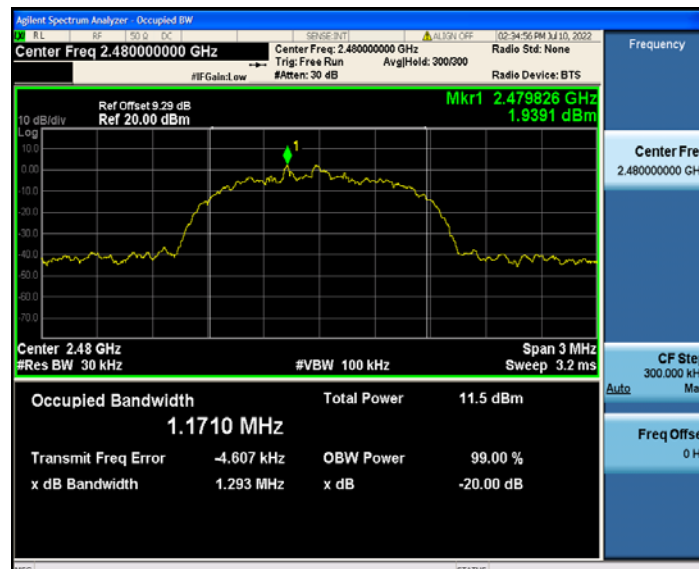 Agilent Spectrum Analyzer - Occupied BW
RL RF 50 Ω DC SENSE:INT ALIGN OFF 02:34:56 PM Jul 10, 2022
Center Freq 2.480000000 GHz
Center Freq: 2.480000000 GHz
Radio Std: None
Trig: Free Run Avg|Hold: 300/300
#IFGain:Low
#Atten: 30 dB
Radio Device: BTS
Frequency
Ref Offset 9.29 dB
Mkr1 2.479826 GHz
10 dB/div
Ref 20.00 dBm
1.9391 dBm
Log
10.0
0.00
-10.0
-20.0
-30.0
-40.0
-50.0
-60.0
-70.0
1
Center Fre
2.480000000 GH
Center 2.48 GHz
Span 3 MHz
#Res BW 30 kHz
#VBW 100 kHz
Sweep 3.2 ms
CF Ste
300.000 kH
Auto Ma
Occupied Bandwidth
Total Power 11.5 dBm
1.1710 MHz
Transmit Freq Error -4.607 kHz
OBW Power 99.00 %
x dB Bandwidth 1.293 MHz
x dB -20.00 dB
Freq Offse
0 H